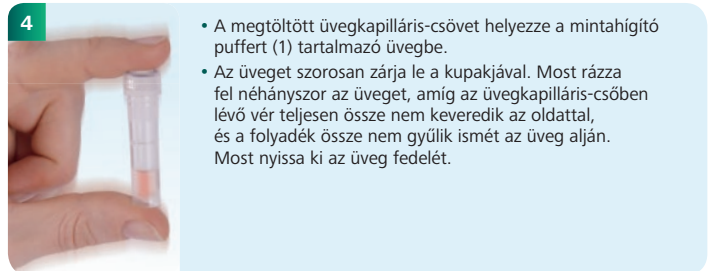 4
• A megtöltött üvegkapilláris-csövet helyezze a mintahígító
puffert (1) tartalmazó üvegbe.
• Az üveget szorosan zárja le a kupakjával. Most rázza
fel néhányszor az üveget, amíg az üvegkapilláris-csőben
lévő vér teljesen össze nem keveredik az oldattal,
és a folyadék össze nem gyűlik ismét az üveg alján.
Most nyissa ki az üveg fedelét.